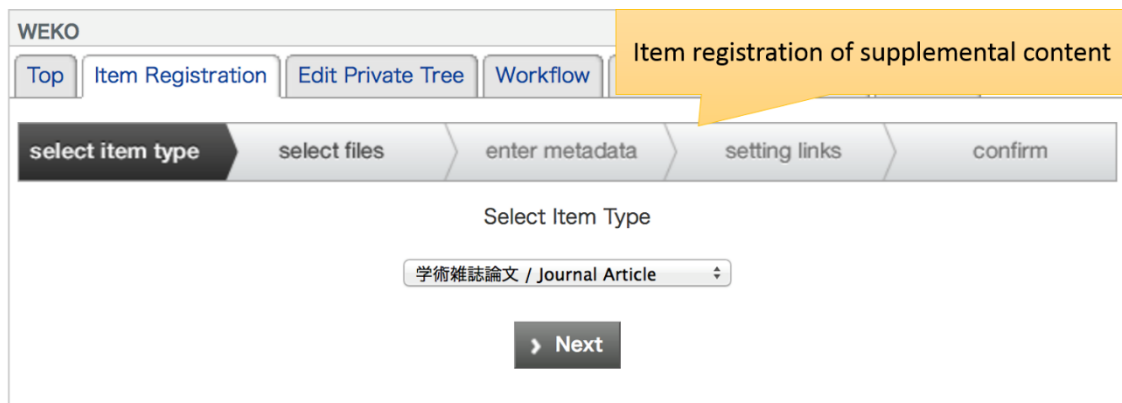 WEKO
Item registration of supplemental content
Top Item Registration Edit Private Tree Workflow
select item type select files enter metadata setting links confirm
Select Item Type
学術雑誌論文 / Journal Article
Next